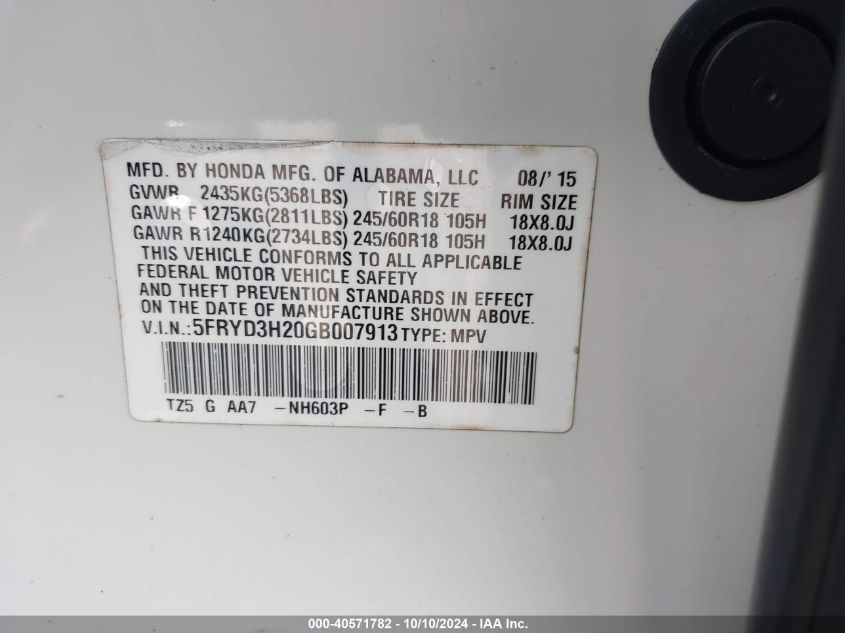 MFD. BY HONDA MFG. OF ALABAMA, LLC 08/' 15
GVWR 2435KG(5368LBS) TIRE SIZE RIM SIZE
GAWR F 1275KG(2811LBS) 245/60R18 105H 18X8.0J
GAWR R1240KG(2734LBS) 245/60R18 105H 18X8.0J
THIS VEHICLE CONFORMS TO ALL APPLICABLE
FEDERAL MOTOR VEHICLE SAFETY
AND THEFT PREVENTION STANDARDS IN EFFECT
ON THE DATE OF MANUFACTURE SHOWN ABOVE.
V.I.N.:5FRYD3H20GB007913 TYPE: MPV
TZ5 G AA7 -NH603P -F -B
000-40571782 - 10/10/2024 - IAA Inc.